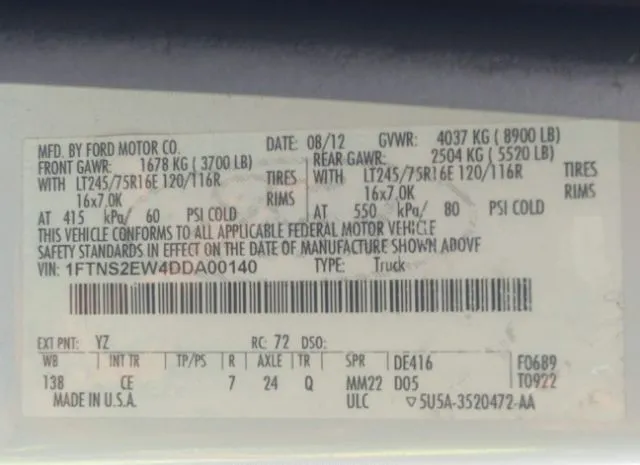 MFD. BY FORD MOTOR CO. DATE: 08/12 GVWR: 4037 KG ( 8900 LB)
FRONT GAWR: 1678 KG ( 3700 LB) REAR GAWR: 2504 KG ( 5520 LB)
WITH LT245/75R16E 120/116R TIRES WITH LT245/75R16E 120/116R TIRES
16x7.0K RIMS 16x7.0K RIMS
AT 415 kPa/ 60 PSI COLD AT 550 kPa/ 80 PSI COLD
THIS VEHICLE CONFORMS TO ALL APPLICABLE FEDERAL MOTOR VEHICLE
SAFETY STANDARDS IN EFFECT ON THE DATE OF MANUFACTURE SHOWN ABOVE
VIN: 1FTNS2EW4DDA00140 TYPE: Truck
EXT PNT: YZ RC: 72 DSO:
WB INT TR TP/PS R AXLE TR SPR DE416 F0689
138 CE 7 24 Q MM22 D05 T0922
MADE IN U.S.A. ULC ▽5U5A-3520472-AA